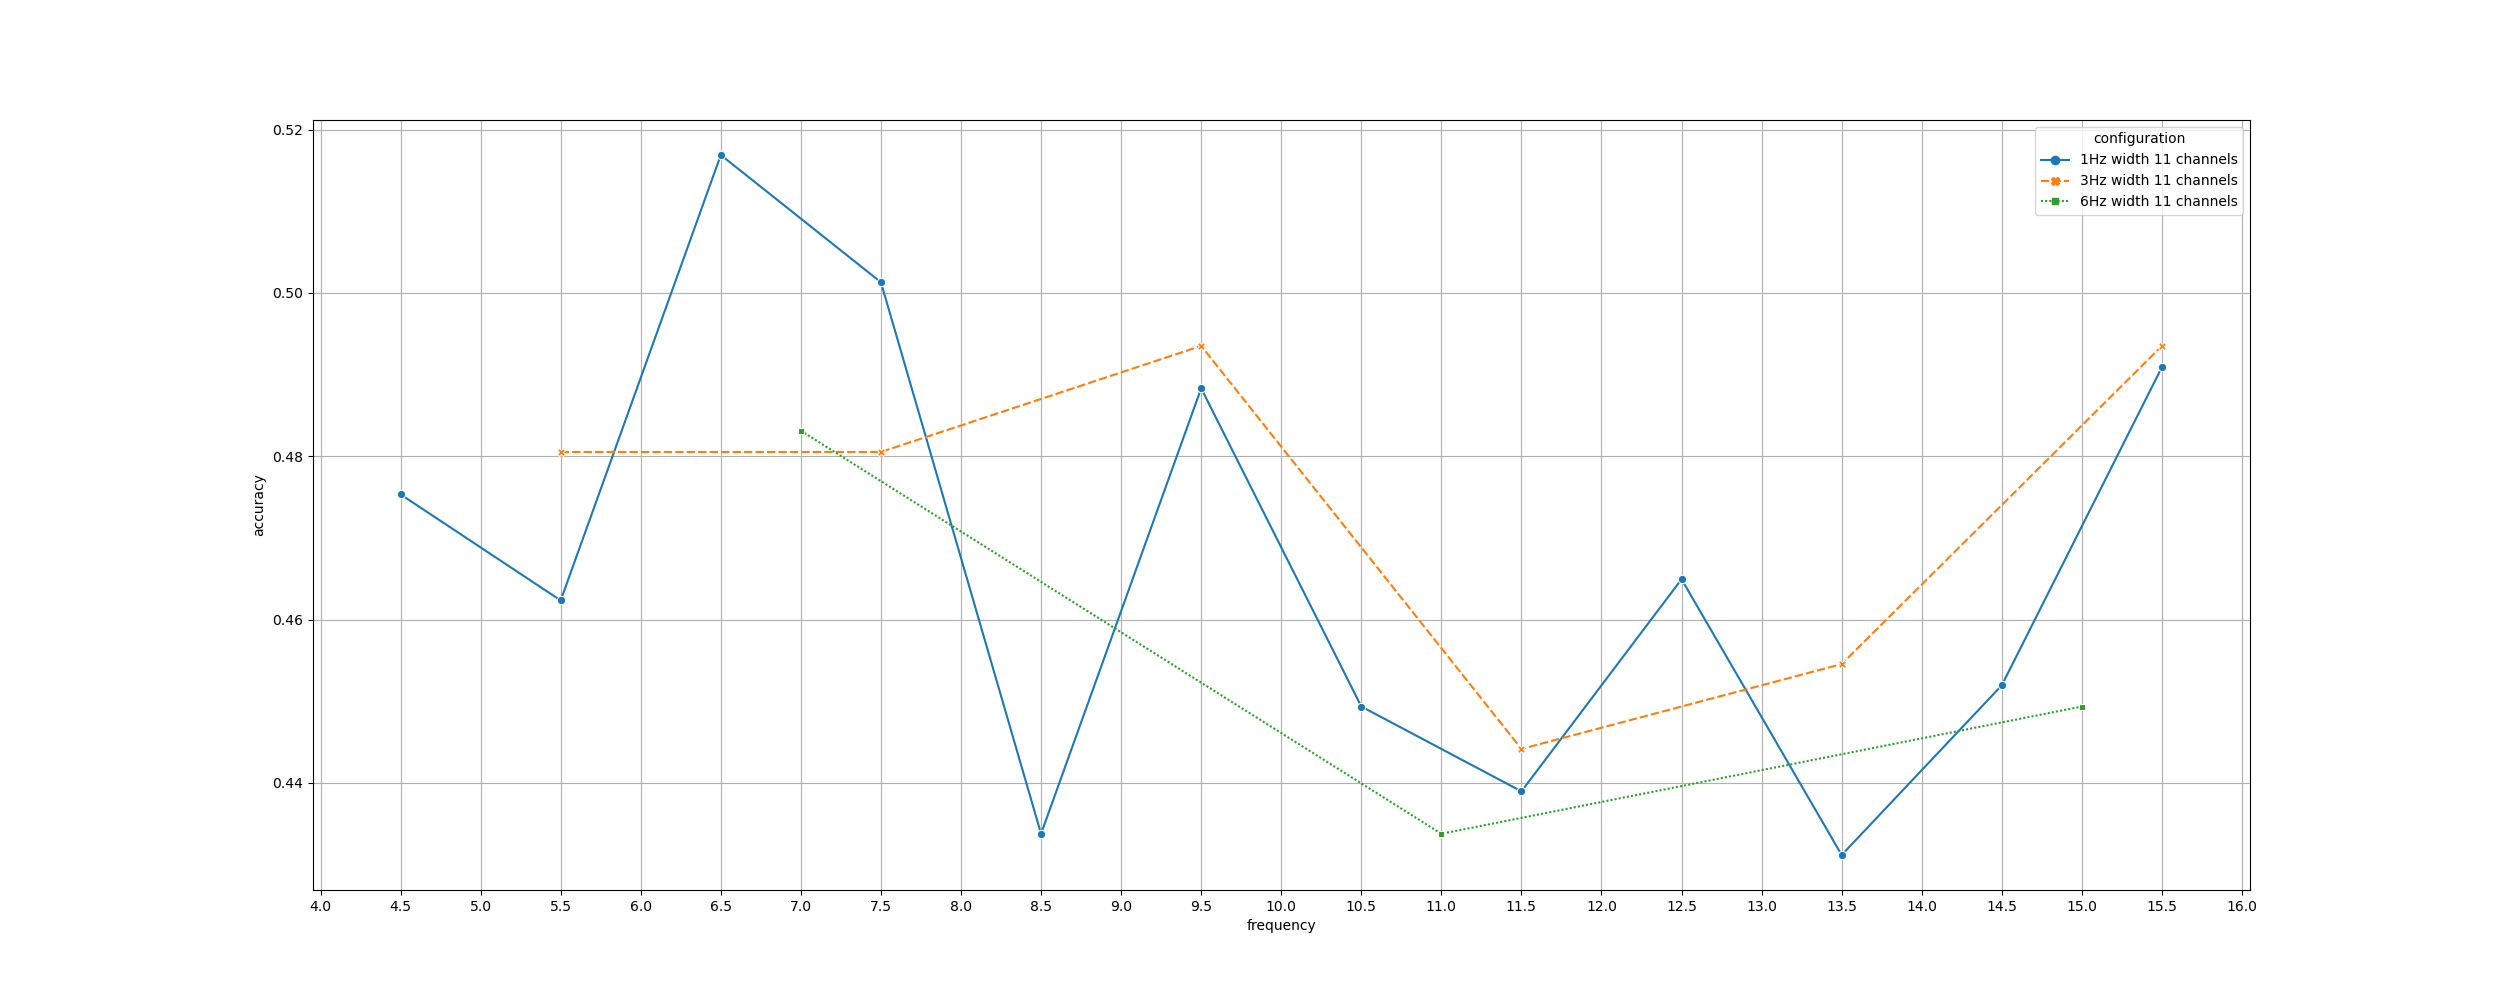 0.52
0.50
0.48
0.46
0.44
accuracy
configuration
1Hz width 11 channels
3Hz width 11 channels
6Hz width 11 channels
4.0 4.5 5.0 5.5 6.0 6.5 7.0 7.5 8.0 8.5 9.0 9.5 10.0 10.5 11.0 11.5 12.0 12.5 13.0 13.5 14.0 14.5 15.0 15.5 16.0
frequency